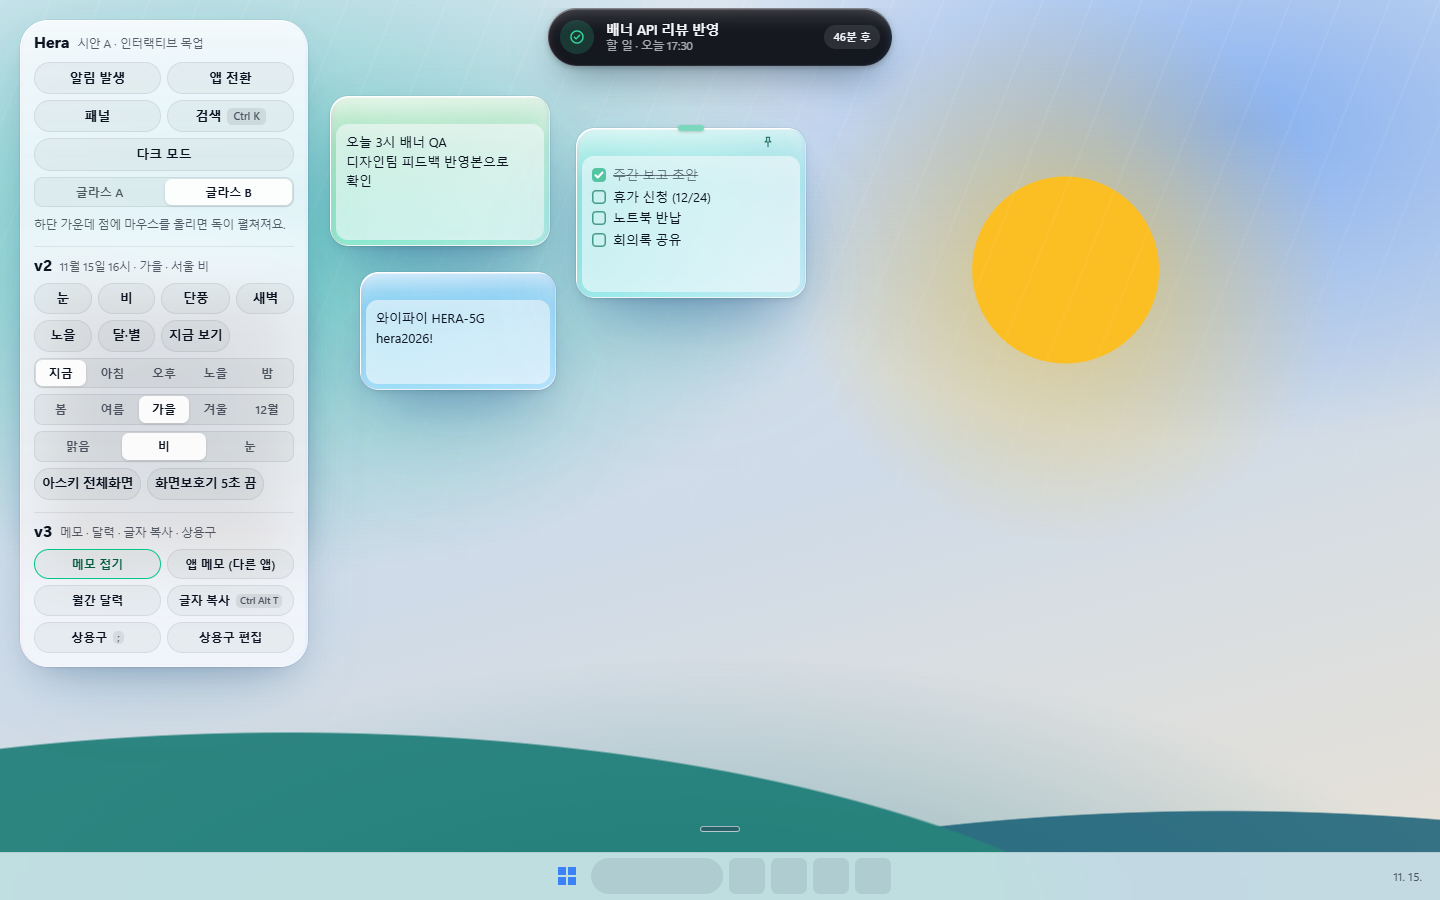 Hera 시안 A · 인터랙티브 목업
알림 발생
앱 전환
패널
검색 Ctrl K
다크 모드
글라스 A
글라스 B
하단 가운데 점에 마우스를 올리면 독이 펼쳐져요.
v2 11월 15일 16시 · 가을 · 서울 비
눈
비
단풍
새벽
노을
달·별
지금 보기
지금
아침
오후
노을
밤
봄
여름
가을
겨울
12월
맑음
비
눈
아스키 전체화면
화면보호기 5초 끔
v3 메모 · 달력 · 글자 복사 · 상용구
메모 접기
앱 메모 (다른 앱)
월간 달력
글자 복사 Ctrl Alt T
상용구 ;
상용구 편집
배너 API 리뷰 반영
할 일 · 오늘 17:30
46분 후
오늘 3시 배너 QA
디자인팀 피드백 반영본으로
확인
주간 보고 초안
휴가 신청 (12/24)
노트북 반납
회의록 공유
와이파이 HERA-5G
hera2026!
11. 15.